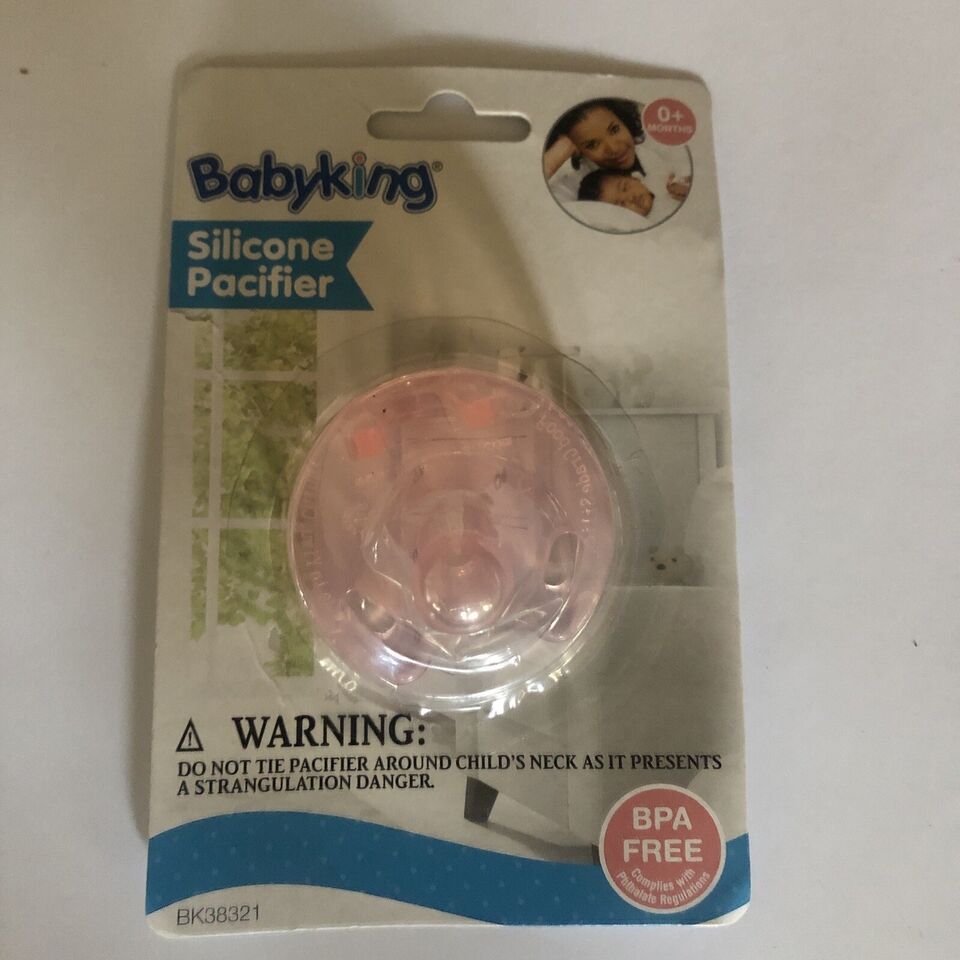 Babyking®
0+
MONTHS
Silicone
Pacifier
WARNING:
DO NOT TIE PACIFIER AROUND CHILD'S NECK AS IT PRESENTS
A STRANGULATION DANGER.
BPA
FREE
Complies with
Phthalate Regulations
BK38321